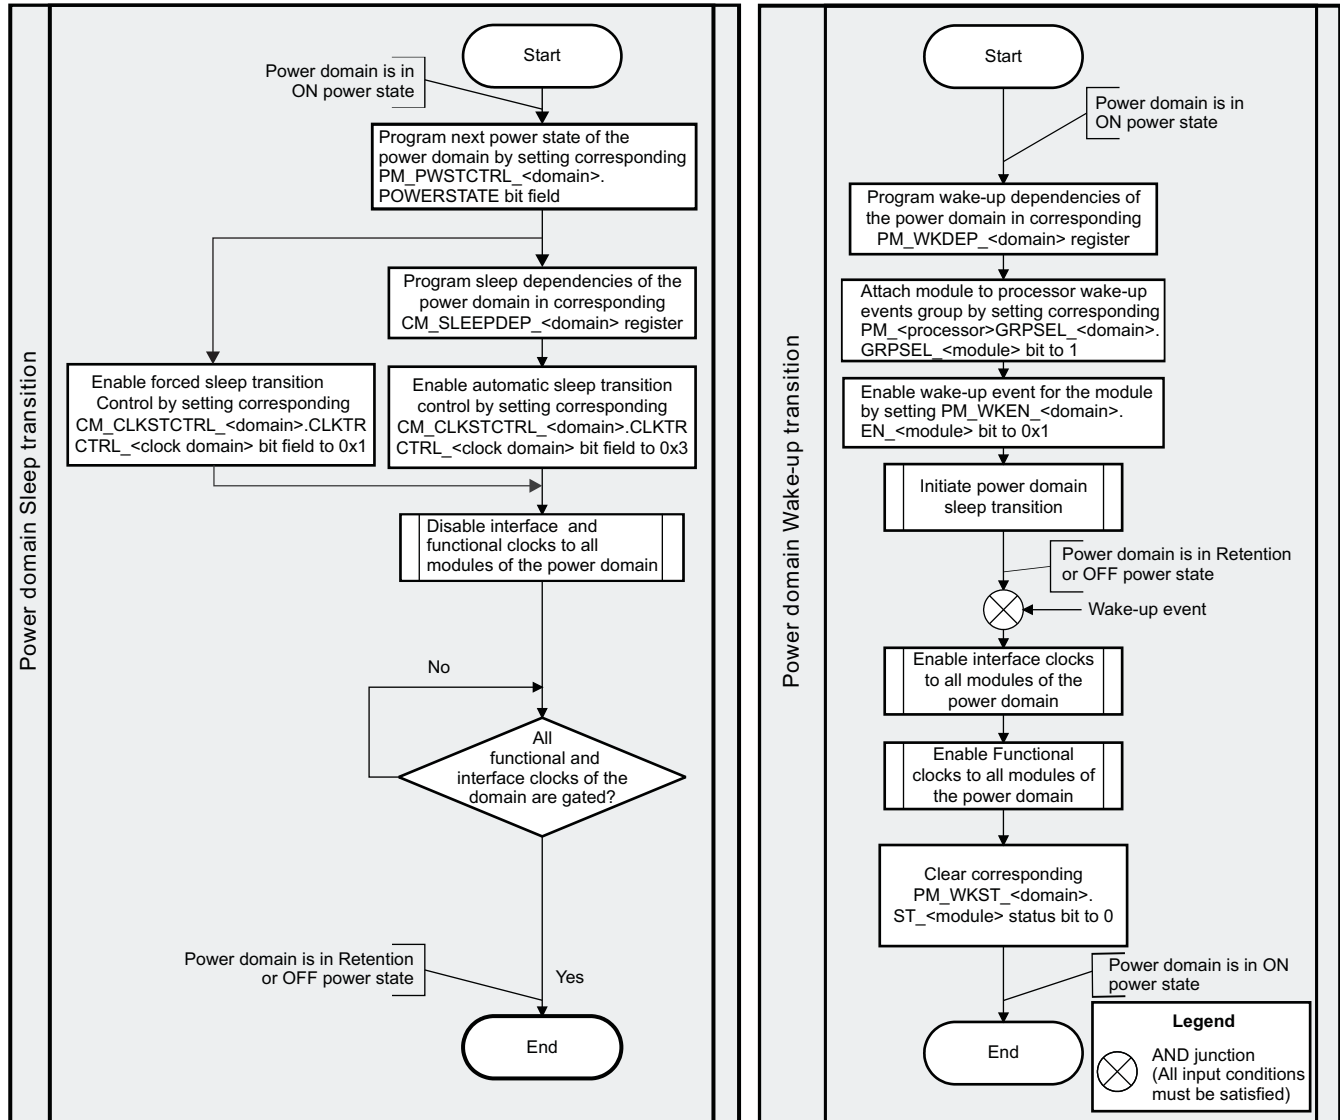 Power domain Sleep transition
Start
Power domain is in
ON power state
Program next power state of the
power domain by setting corresponding
PM_PWSTCTRL_<domain>.
POWERSTATE bit field
Program sleep dependencies of the
power domain in corresponding
CM_SLEEPDEP_<domain> register
Enable forced sleep transition
Control by setting corresponding
CM_CLKSTCTRL_<domain>.CLKTR
CTRL_<clock domain> bit field to 0x1
Enable automatic sleep transition
control by setting corresponding
CM_CLKSTCTRL_<domain>.CLKTR
CTRL_<clock domain> bit field to 0x3
Disable interface and
functional clocks to all
modules of the power domain
No
All
functional and
interface clocks of the
domain are gated?
Power domain is in Retention
or OFF power state
Yes
End
Power domain Wake-up transition
Start
Power domain is in
ON power state
Program wake-up dependencies of
the power domain in corresponding
PM_WKDEP_<domain> register
Attach module to processor wake-up
events group by setting corresponding
PM_<processor>GRPSEL_<domain>.
GRPSEL_<module> bit to 1
Enable wake-up event for the module
by setting PM_WKEN_<domain>.
EN_<module> bit to 0x1
Initiate power domain
sleep transition
Power domain is in Retention
or OFF power state
Wake-up event
Enable interface clocks
to all modules of the
power domain
Enable Functional
clocks to all modules of
the power domain
Clear corresponding
PM_WKST_<domain>.
ST_<module> status bit to 0
Power domain is in ON
power state
End
Legend
AND junction
(All input conditions
must be satisfied)